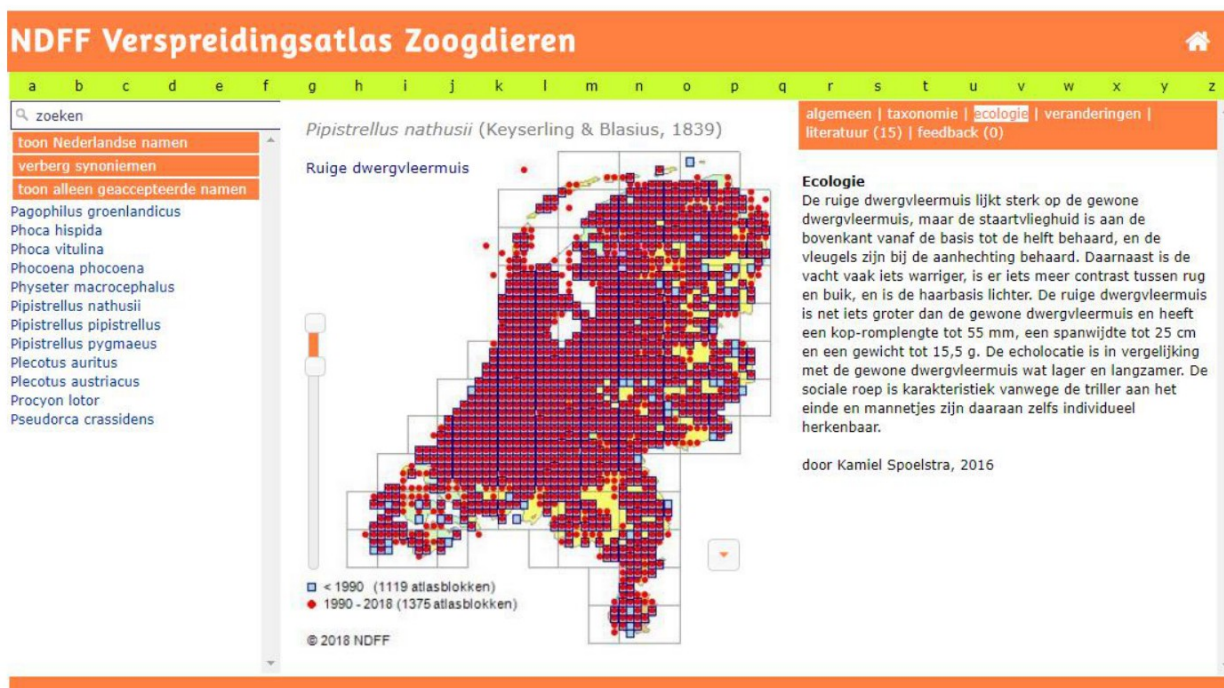 NDFF Verspreidingsatlas Zoogdieren
a b c d e f g h i j k l m n o p q r s t u v w x y z
zoeken
toon Nederlandse namen
verberg synoniemen
toon alleen geaccepteerde namen
Pagophilus groenlandicus
Phoca hispida
Phoca vitulina
Phocoena phocoena
Physeter macrocephalus
Pipistrellus nathusii
Pipistrellus pipistrellus
Pipistrellus pygmaeus
Plecotus auritus
Plecotus austriacus
Procyon lotor
Pseudorca crassidens
Pipistrellus nathusii (Keyserling & Blasius, 1839)
Ruige dwergvleermuis
< 1990 (1119 atlasblokken)
1990 - 2018 (1375 atlasblokken)
© 2018 NDFF
algemeen | taxonomie | ecologie | veranderingen |
literatuur (15) | feedback (0)
Ecologie
De ruige dwergvleermuis lijkt sterk op de gewone
dwergvleermuis, maar de staartvlieghuid is aan de
bovenkant vanaf de basis tot de helft behaard, en de
vleugels zijn bij de aanhechting behaard. Daarnaast is de
vacht vaak iets warriger, is er iets meer contrast tussen rug
en buik, en is de haarbasis lichter. De ruige dwergvleermuis
is net iets groter dan de gewone dwergvleermuis en heeft
een kop-romplengte tot 55 mm, een spanwijdte tot 25 cm
en een gewicht tot 15,5 g. De echolocatie is in vergelijking
met de gewone dwergvleermuis wat lager en langzamer. De
sociale roep is karakteristiek vanwege de triller aan het
einde en mannetjes zijn daaraan zelfs individueel
herkenbaar.
door Kamiel Spoelstra, 2016